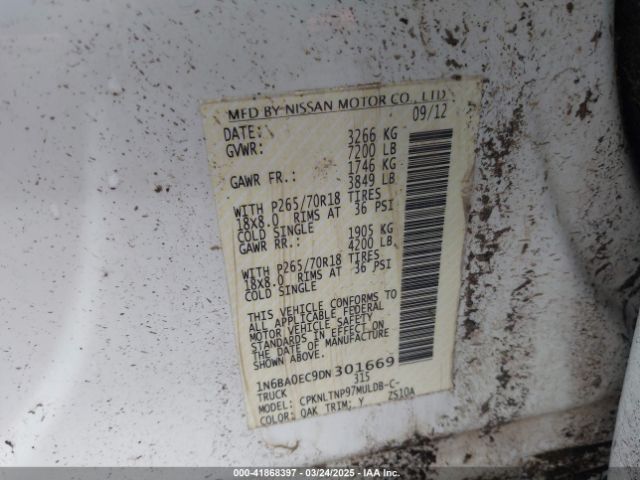 MFD BY NISSAN MOTOR CO., LTD
DATE: 09/12
GVWR: 3266 KG
7200 LB
GAWR FR.: 1746 KG
3849 LB
WITH P265/70R18 TIRES
18x8.0 RIMS AT 36 PSI
COLD SINGLE
GAWR RR.: 1905 KG
4200 LB
WITH P265/70R18 TIRES
18x8.0 RIMS AT 36 PSI
COLD SINGLE
THIS VEHICLE CONFORMS TO
ALL APPLICABLE FEDERAL
MOTOR VEHICLE SAFETY
STANDARDS IN EFFECT ON
THE DATE OF MANUFACTURE
SHOWN ABOVE.
1N6BA0EC9DN 301669
TRUCK 315
MODEL: CPKNLTNP97MULDB-C-
COLOR: QAK TRIM: Y ZS10A
000-41868397 - 03/24/2025 - IAA Inc.